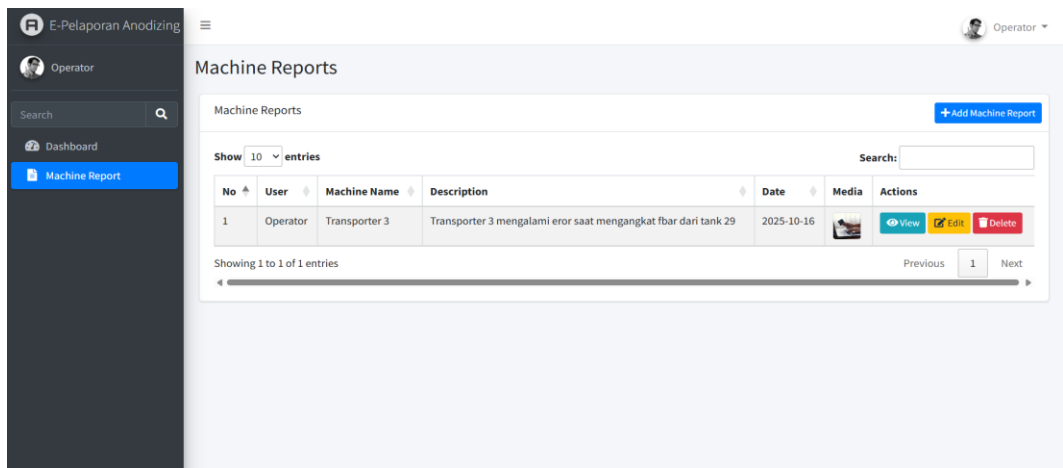 E-Pelaporan Anodizing
Operator
Operator
Search
Dashboard
Machine Report
Machine Reports
Machine Reports
Add Machine Report
Show 10 entries
Search:
No User Machine Name Description Date Media Actions
1 Operator Transporter 3 Transporter 3 mengalami eror saat mengangkat fbar dari tank 29 2025-10-16 View Edit Delete
Showing 1 to 1 of 1 entries
Previous 1 Next